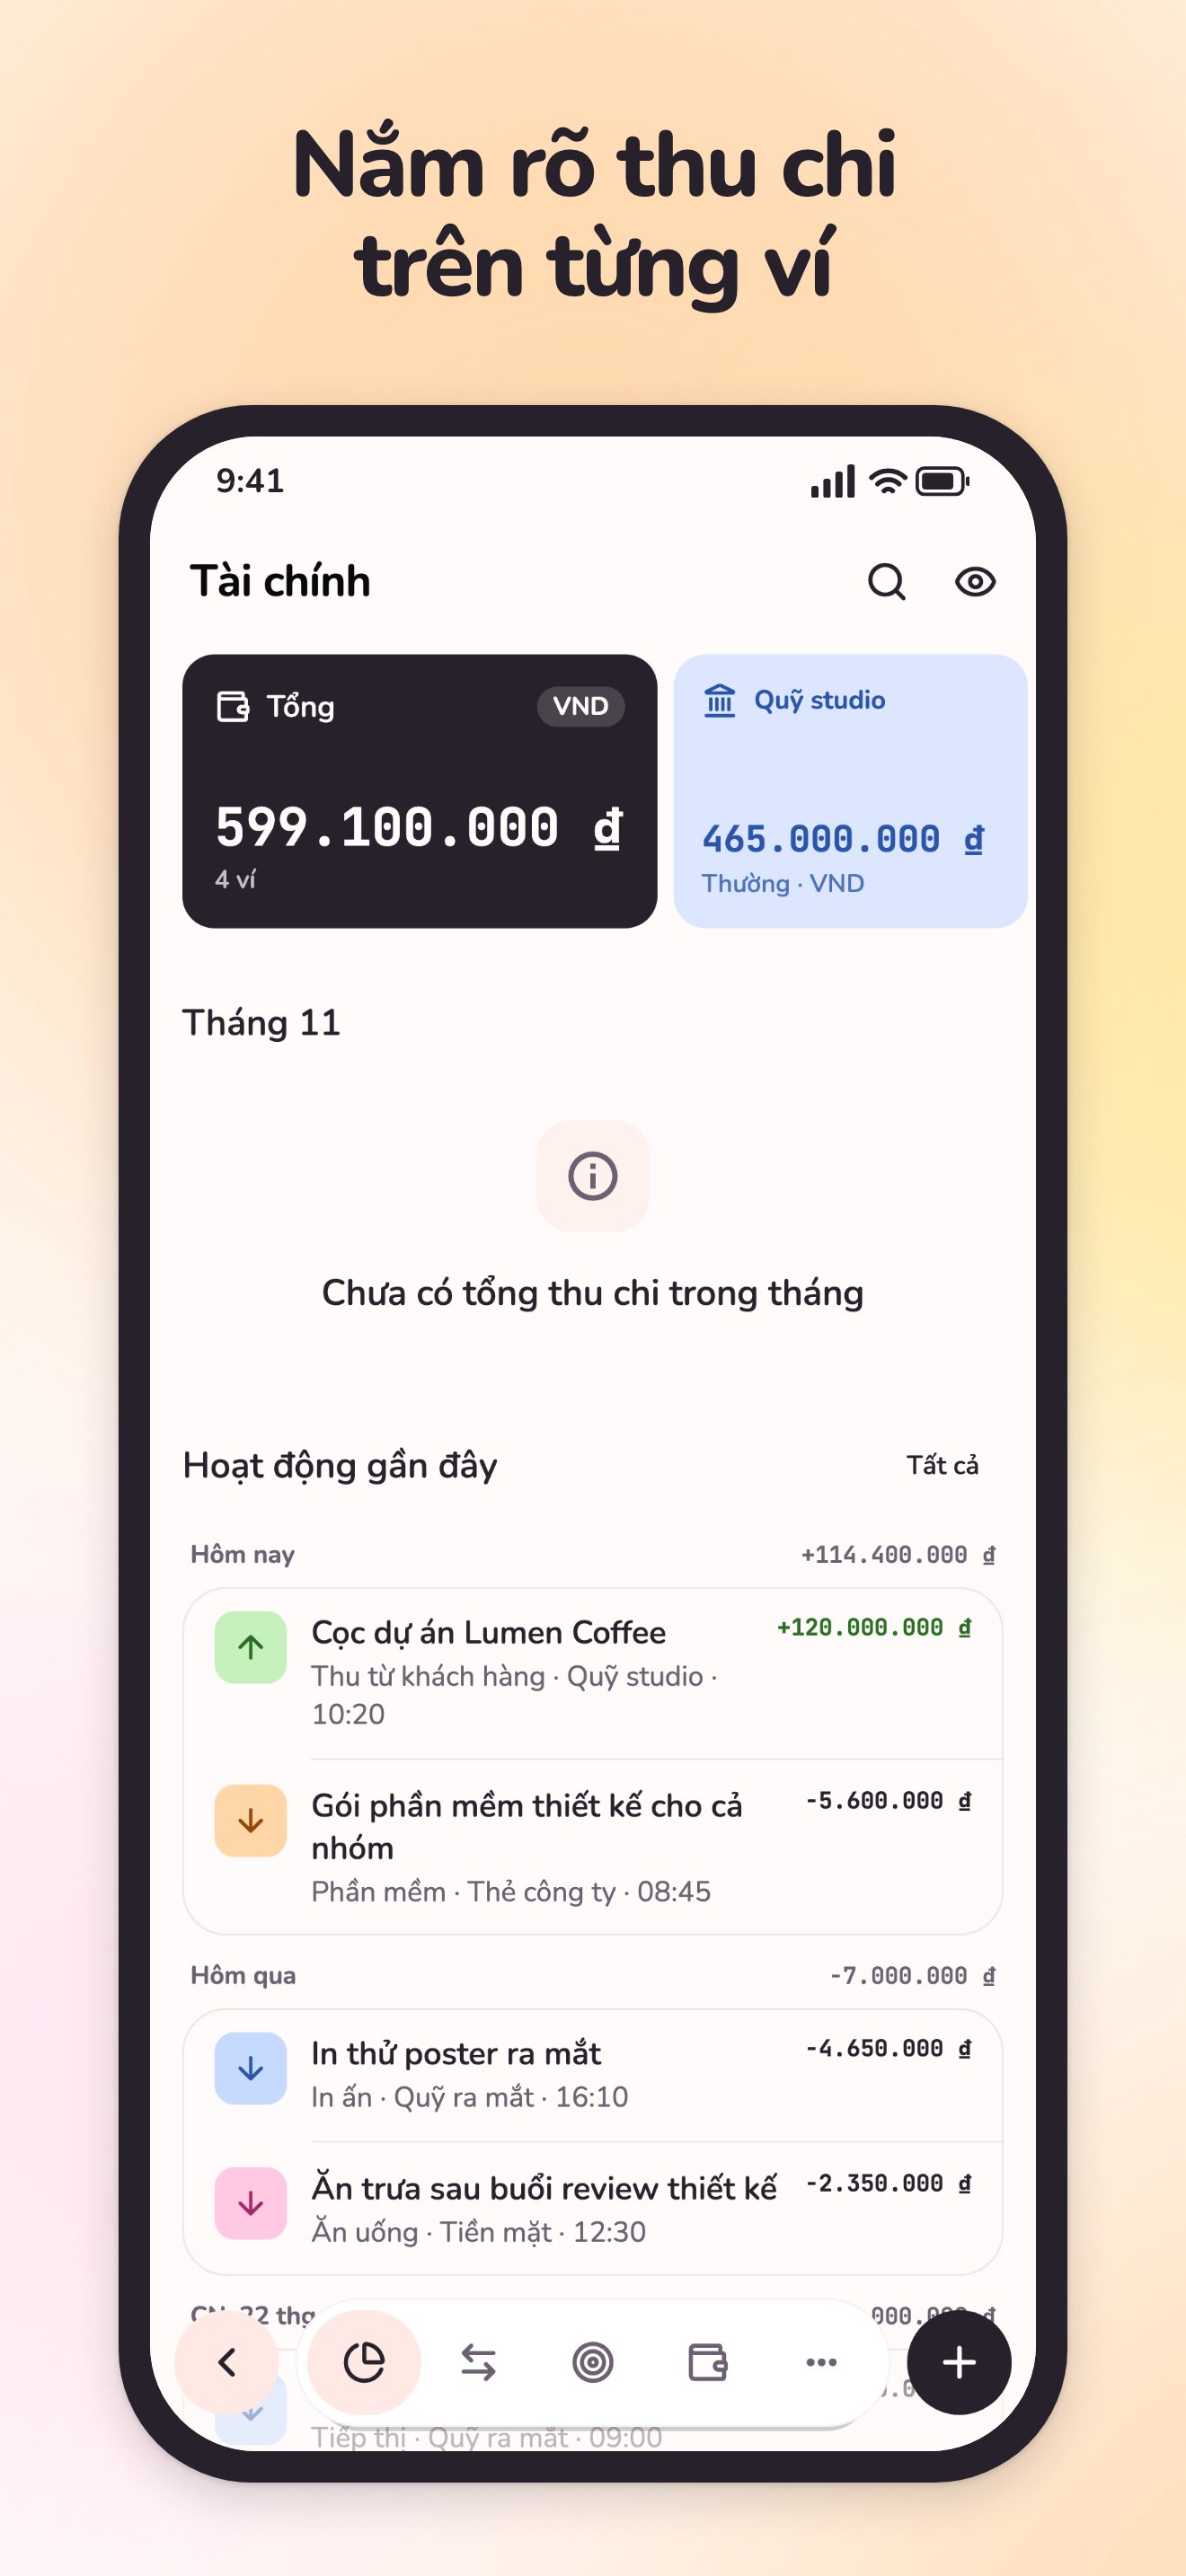 Nắm rõ thu chi
trên từng ví
9:41
Tài chính
Tổng
VND
599.100.000 ₫
4 ví
Quỹ studio
465.000.000 ₫
Thường · VND
Tháng 11
Chưa có tổng thu chi trong tháng
Hoạt động gần đây
Tất cả
Hôm nay
+114.400.000 ₫
Cọc dự án Lumen Coffee
+120.000.000 ₫
Thu từ khách hàng · Quỹ studio ·
10:20
Gói phần mềm thiết kế cho cả
nhóm
-5.600.000 ₫
Phần mềm · Thẻ công ty · 08:45
Hôm qua
-7.000.000 ₫
In thử poster ra mắt
-4.650.000 ₫
In ấn · Quỹ ra mắt · 16:10
Ăn trưa sau buổi review thiết kế
-2.350.000 ₫
Ăn uống · Tiền mặt · 12:30
22 thg
Tiếp thị · Quỹ ra mắt · 09:00